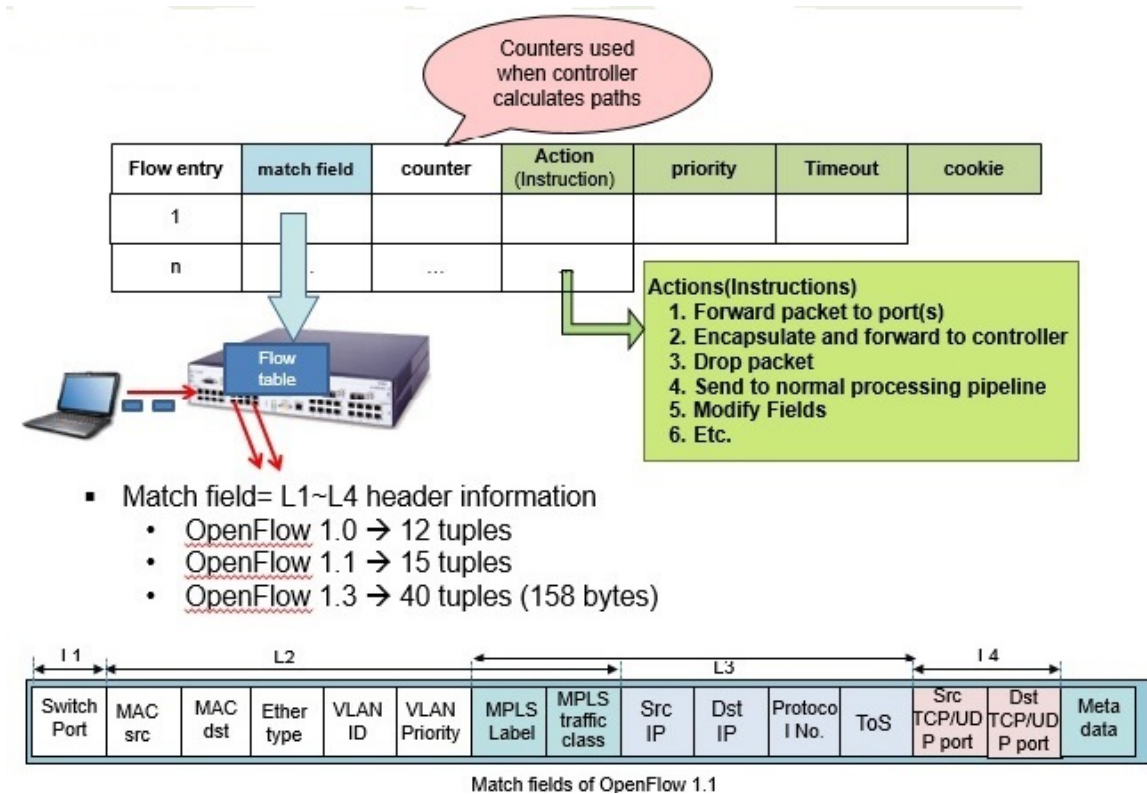 Counters used
when controller
calculates paths
Flow entry match field counter Action (Instruction) priority Timeout cookie
1
n ... ... ...
Actions(Instructions)
1. Forward packet to port(s)
2. Encapsulate and forward to controller
3. Drop packet
4. Send to normal processing pipeline
5. Modify Fields
6. Etc.
Flow
table
▪ Match field= L1~L4 header information
• OpenFlow 1.0 → 12 tuples
• OpenFlow 1.1 → 15 tuples
• OpenFlow 1.3 → 40 tuples (158 bytes)
L1 L2 L3 L4
Switch Port
MAC src
MAC dst
Ether type
VLAN ID
VLAN Priority
MPLS Label
MPLS traffic class
Src IP
Dst IP
Protoco l No.
ToS
Src TCP/UD P port
Dst TCP/UD P port
Meta data
Match fields of OpenFlow 1.1